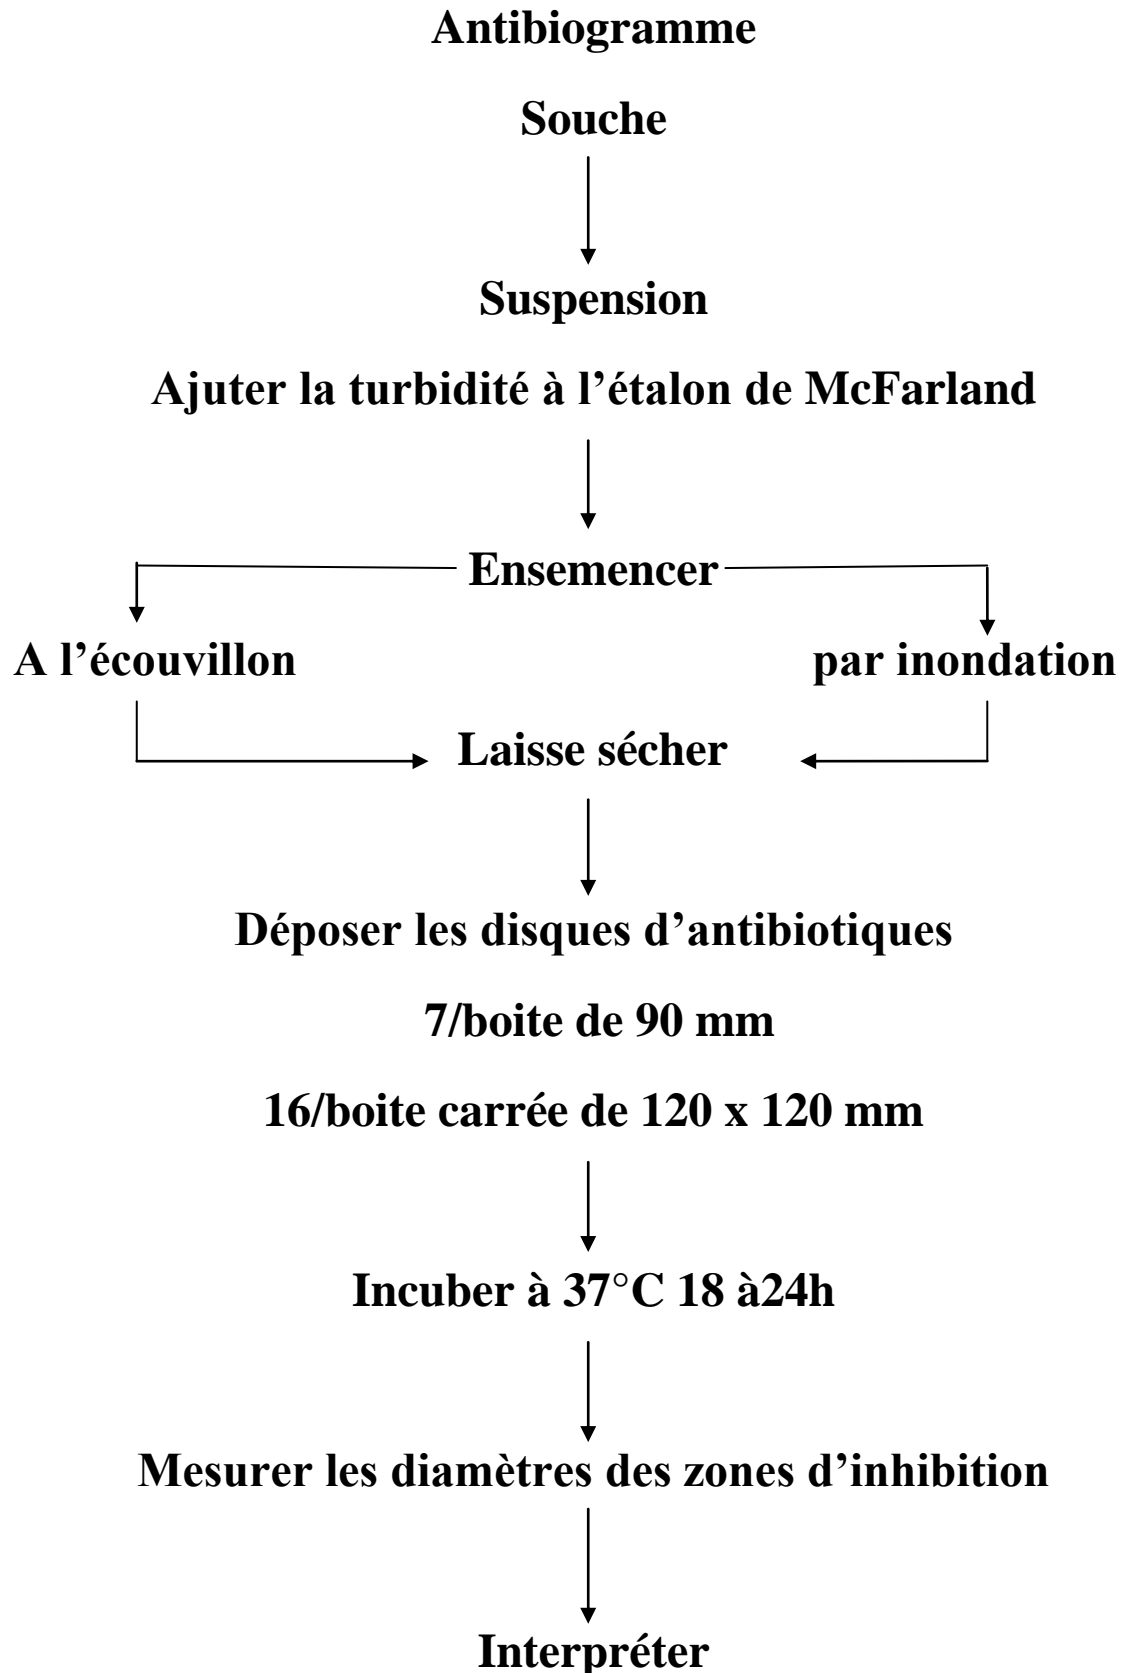 Antibiogramme
Souche
Suspension
Ajuter la turbidité à l’étalon de McFarland
Ensemencer
A l’écouvillon
par inondation
Laisse sécher
Déposer les disques d’antibiotiques
7/boite de 90 mm
16/boite carrée de 120 x 120 mm
Incuber à 37°C 18 à24h
Mesurer les diamètres des zones d’inhibition
Interpréter